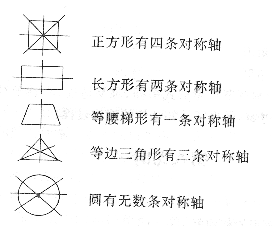 正方形有四条对称轴
长方形有两条对称轴
等腰梯形有一条对称轴
等边三角形有三条对称轴
圆有无数条对称轴